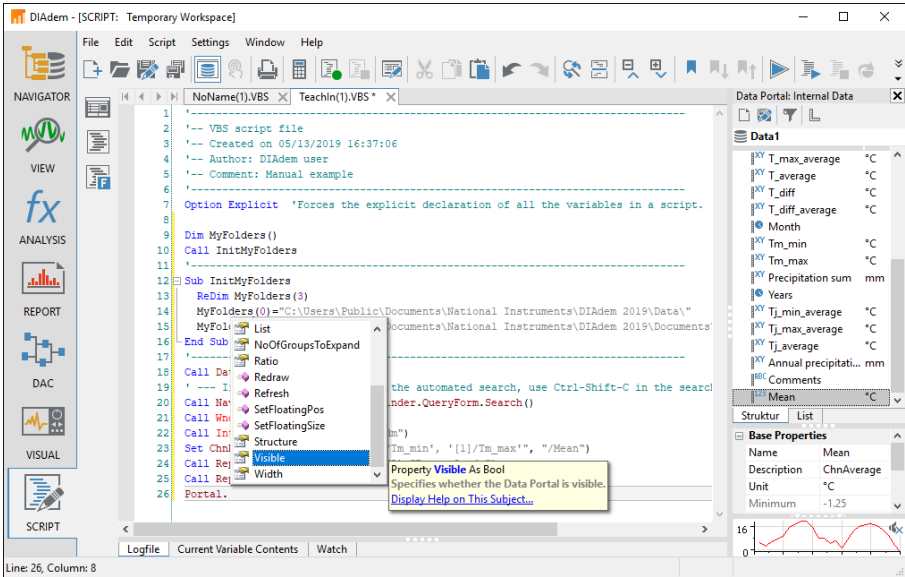 DIAdem - [SCRIPT: Temporary Workspace]
File Edit Script Settings Window Help
NAVIGATOR
VIEW
ANALYSIS
REPORT
DAC
VISUAL
SCRIPT
NoName(1).VBS
TeachIn(1).VBS *
1 '-------------------------------------------------------------------------------
2 '-- VBS script file
3 '-- Created on 05/13/2019 16:37:06
4 '-- Author: DIAdem user
5 '-- Comment: Manual example
6 '-------------------------------------------------------------------------------
7 Option Explicit 'Forces the explicit declaration of all the variables in a script.
8
9 Dim MyFolders()
10 Call InitMyFolders
11 '-------------------------------------------------------------------------------
12 Sub InitMyFolders
13 ReDim MyFolders(3)
14 MyFolders(0)="C:\Users\Public\Documents\National Instruments\DIAdem 2019\Data\"
15 MyFol Documents\National Instruments\DIAdem 2019\Documents
16 End Sub
17 '-------------------------------------------------------------------------------
18 Call Dat
19 ' --- I the automated search, use Ctrl-Shift-C in the search
20 Call Nav nder.QueryForm.Search()
21 Call Wnd
22 Call Int m")
23 Set Chn Tm_min', '[1]/Tm_max'", "/Mean")
24 Call Rep
25 Call Rep
26 Portal.
List
NoOfGroupsToExpand
Ratio
Redraw
Refresh
SetFloatingPos
SetFloatingSize
Structure
Visible
Width
Property Visible As Bool
Specifies whether the Data Portal is visible.
Display Help on This Subject...
Logfile Current Variable Contents Watch
Line: 26, Column: 8
Data Portal: Internal Data
Data1
T_max_average °C
T_average °C
T_diff °C
T_diff_average °C
Month
Tm_min °C
Tm_max °C
Precipitation sum mm
Years
Tj_min_average °C
Tj_max_average °C
Tj_average °C
Annual precipitati... mm
Comments
Mean °C
Struktur List
Base Properties
Name Mean
Description ChnAverage
Unit °C
Minimum -1.25
16
0